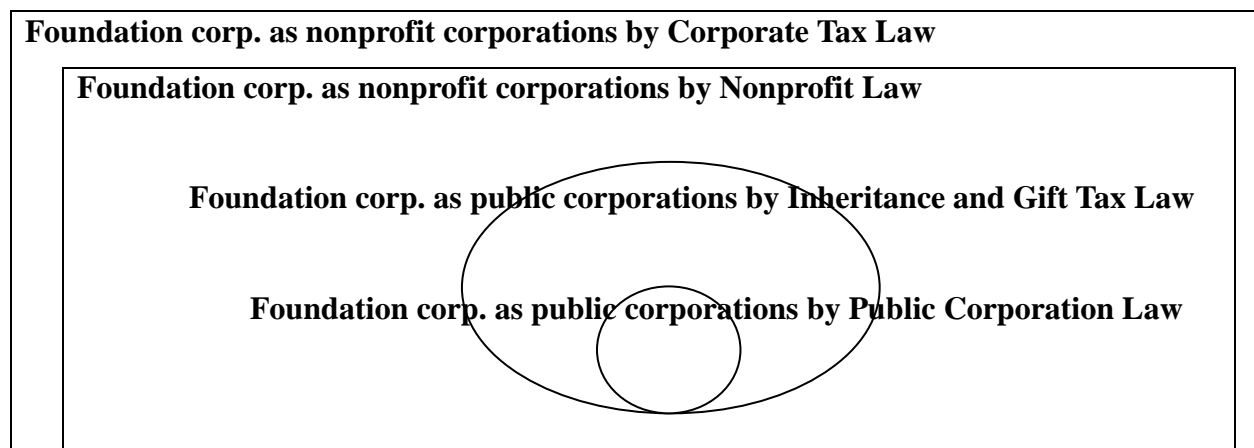 Foundation corp. as nonprofit corporations by Corporate Tax Law
Foundation corp. as nonprofit corporations by Nonprofit Law
Foundation corp. as public corporations by Inheritance and Gift Tax Law
Foundation corp. as public corporations by Public Corporation Law